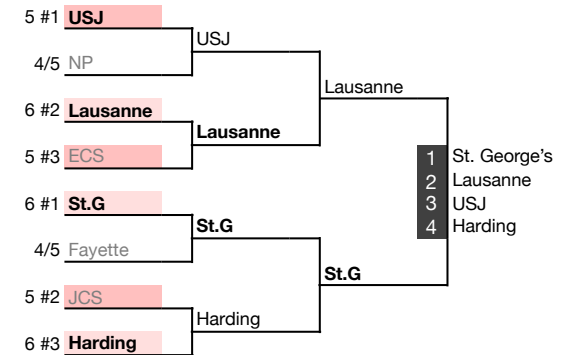 5 #1 USJ
USJ
4/5 NP
Lausanne
6 #2 Lausanne
Lausanne
5 #3 ECS
1 St. George's
2 Lausanne
3 USJ
4 Harding
6 #1 St.G
St.G
4/5 Fayette
St.G
5 #2 JCS
Harding
6 #3 Harding